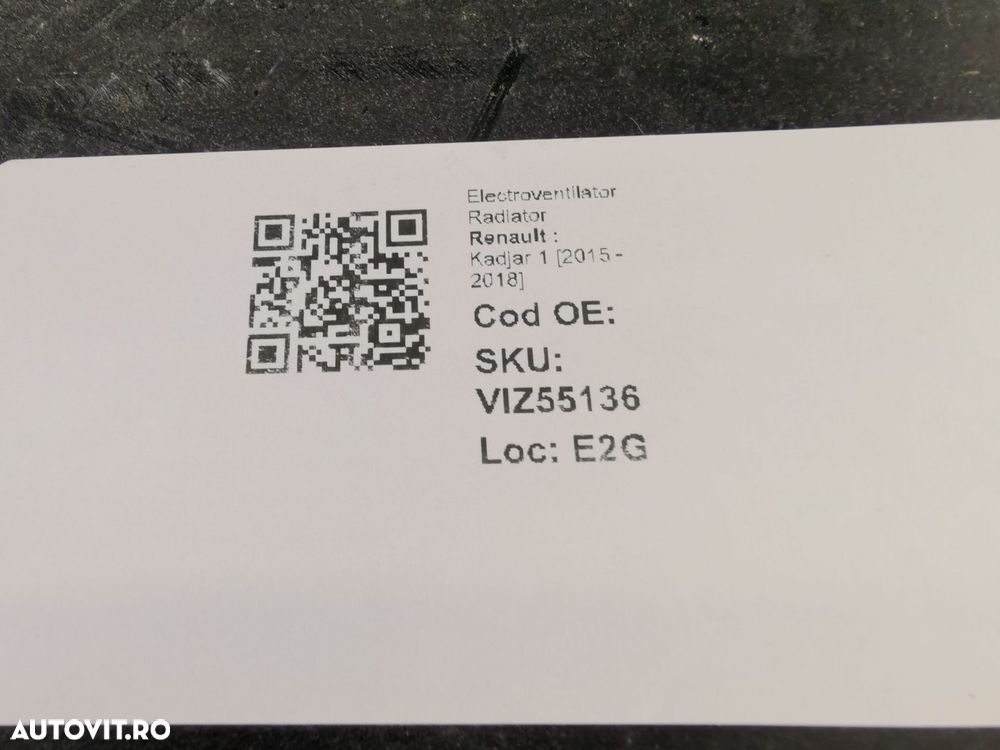 Electroventilator
Radiator
Renault :
Kadjar 1 [2015 -
2018]
Cod OE:
SKU:
VIZ55136
Loc: E2G
AUTOVIT.RO